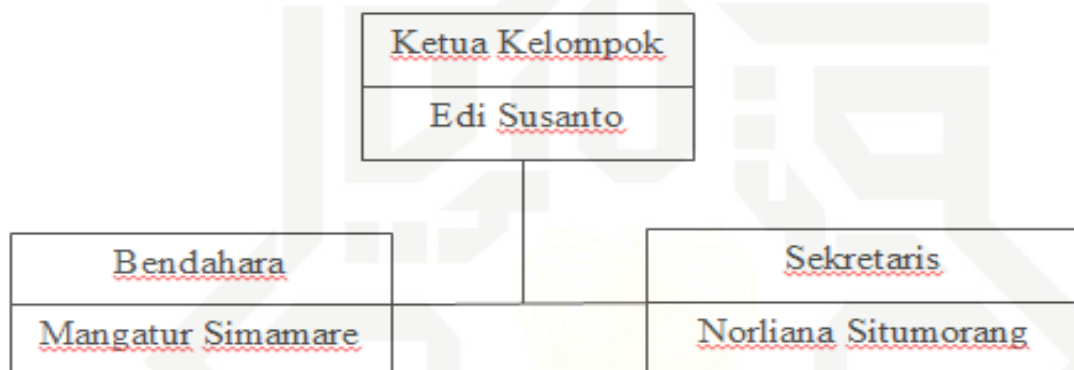 Ketua Kelompok
Edi Susanto
Bendahara
Mangatur Simamare
Sekretaris
Norliana Situmorang